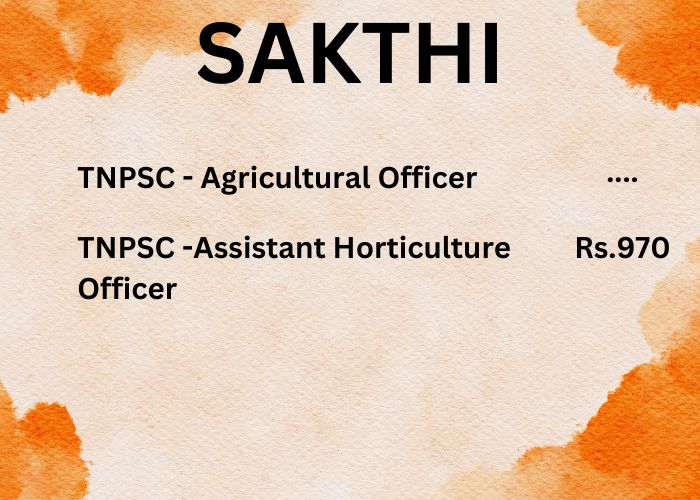 SAKTHI
TNPSC - Agricultural Officer ....
TNPSC -Assistant Horticulture Rs.970
Officer